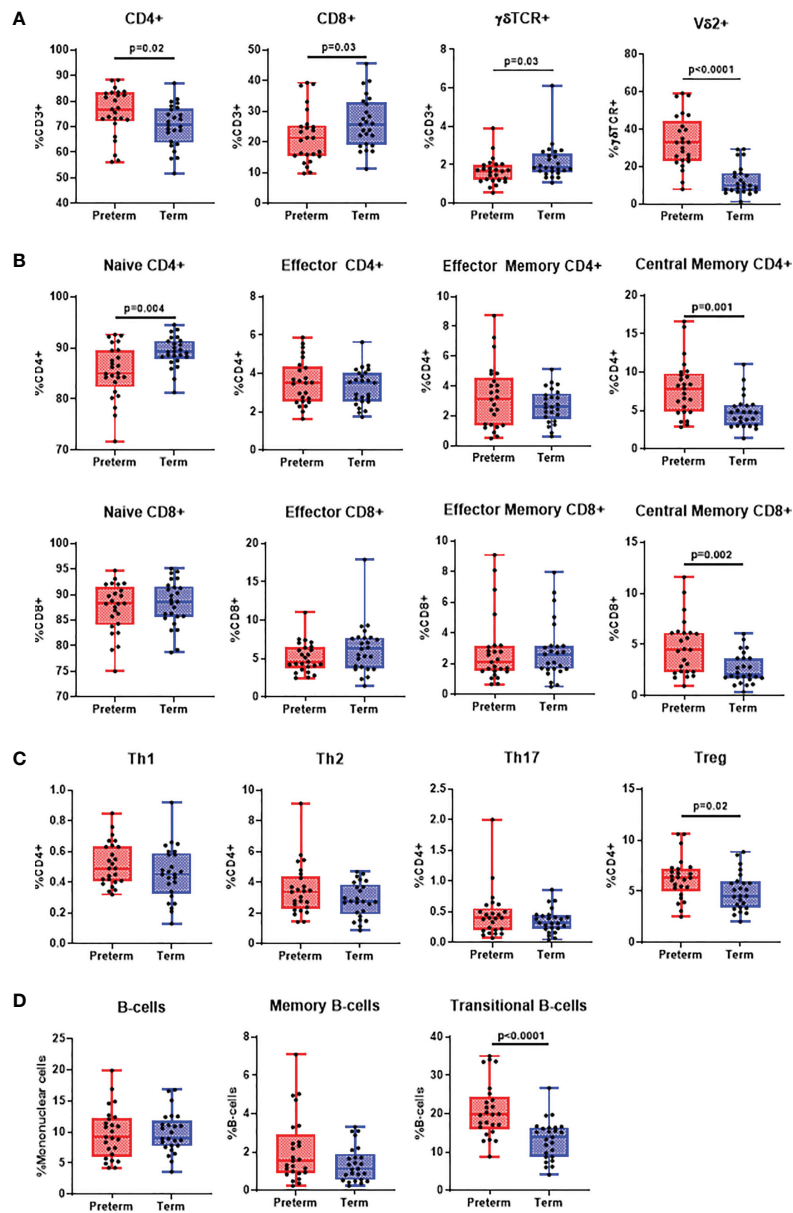 A
CD4+
CD8+
γδTCR+
Vδ2+
p=0.02
p=0.03
p=0.03
p<0.0001
%CD3+
100
90
80
70
60
50
40
Preterm Term
%CD3+
50
40
30
20
10
0
Preterm Term
%CD3+
8
6
4
2
0
Preterm Term
%γδTCR+
80
60
40
20
0
Preterm Term
B
Naive CD4+
Effector CD4+
Effector Memory CD4+
Central Memory CD4+
p=0.004
p=0.001
%CD4+
100
90
80
70
Preterm Term
%CD4+
8
6
4
2
0
Preterm Term
%CD4+
10
8
6
4
2
0
Preterm Term
%CD4+
20
15
10
5
0
Preterm Term
Naive CD8+
Effector CD8+
Effector Memory CD8+
Central Memory CD8+
p=0.002
%CD8+
100
95
90
85
80
75
70
Preterm Term
%CD8+
20
15
10
5
0
Preterm Term
%CD8+
10
8
6
4
2
0
Preterm Term
%CD8+
15
10
5
0
Preterm Term
C
Th1
Th2
Th17
Treg
p=0.02
%CD4+
1.0
0.8
0.6
0.4
0.2
0.0
Preterm Term
%CD4+
10
8
6
4
2
0
Preterm Term
%CD4+
2.5
2.0
1.5
1.0
0.5
0.0
Preterm Term
%CD4+
15
10
5
0
Preterm Term
D
B-cells
Memory B-cells
Transitional B-cells
p<0.0001
%Mononuclear cells
25
20
15
10
5
0
Preterm Term
%B-cells
8
6
4
2
0
Preterm Term
%B-cells
40
30
20
10
0
Preterm Term